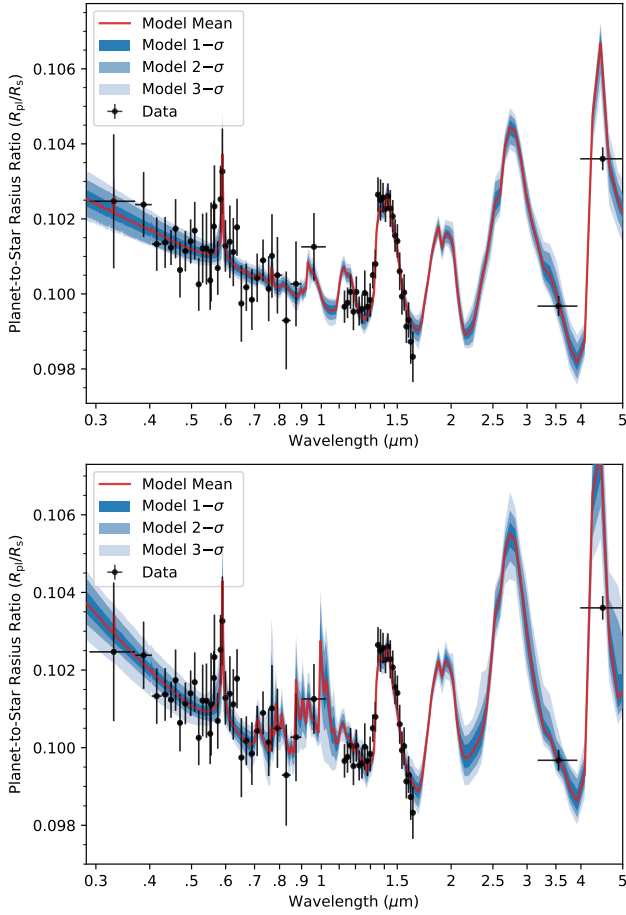 0.106
0.104
0.102
0.100
0.098
Planet-to-Star Rasius Ratio (Rpl/Rs)
Model Mean
Model 1−σ
Model 2−σ
Model 3−σ
Data
0.3 .4 .5 .6 .7 .8 .9 1 1.5 2 2.5 3 4 5
Wavelength (μm)
0.106
0.104
0.102
0.100
0.098
Planet-to-Star Rasius Ratio (Rpl/Rs)
Model Mean
Model 1−σ
Model 2−σ
Model 3−σ
Data
0.3 .4 .5 .6 .7 .8 .9 1 1.5 2 2.5 3 4 5
Wavelength (μm)